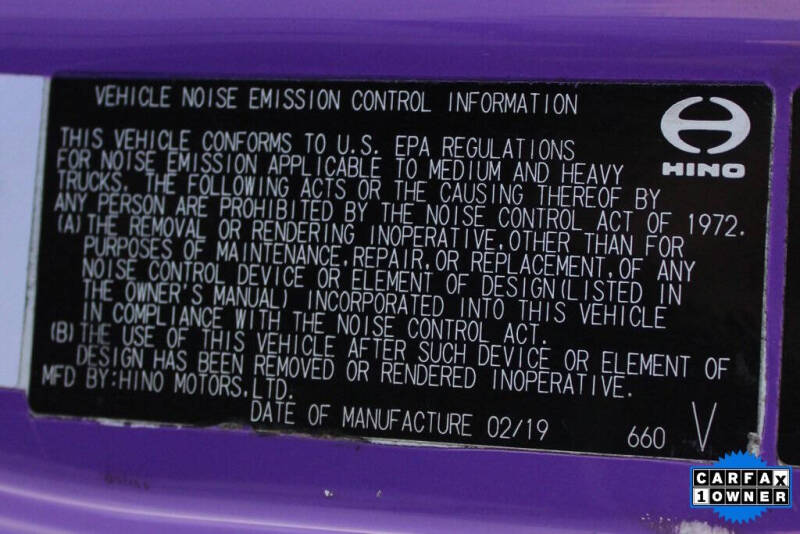 VEHICLE NOISE EMISSION CONTROL INFORMATION
HINO
THIS VEHICLE CONFORMS TO U.S. EPA REGULATIONS
FOR NOISE EMISSION APPLICABLE TO MEDIUM AND HEAVY
TRUCKS. THE FOLLOWING ACTS OR THE CAUSING THEREOF BY
ANY PERSON ARE PROHIBITED BY THE NOISE CONTROL ACT OF 1972.
(A) THE REMOVAL OR RENDERING INOPERATIVE, OTHER THAN FOR
PURPOSES OF MAINTENANCE, REPAIR, OR REPLACEMENT, OF ANY
NOISE CONTROL DEVICE OR ELEMENT OF DESIGN (LISTED IN
THE OWNER'S MANUAL) INCORPORATED INTO THIS VEHICLE
IN COMPLIANCE WITH THE NOISE CONTROL ACT.
(B) THE USE OF THIS VEHICLE AFTER SUCH DEVICE OR ELEMENT OF
DESIGN HAS BEEN REMOVED OR RENDERED INOPERATIVE.
MFD BY: HINO MOTORS, LTD.
DATE OF MANUFACTURE 02/19 660 V
CARFAX
1 OWNER